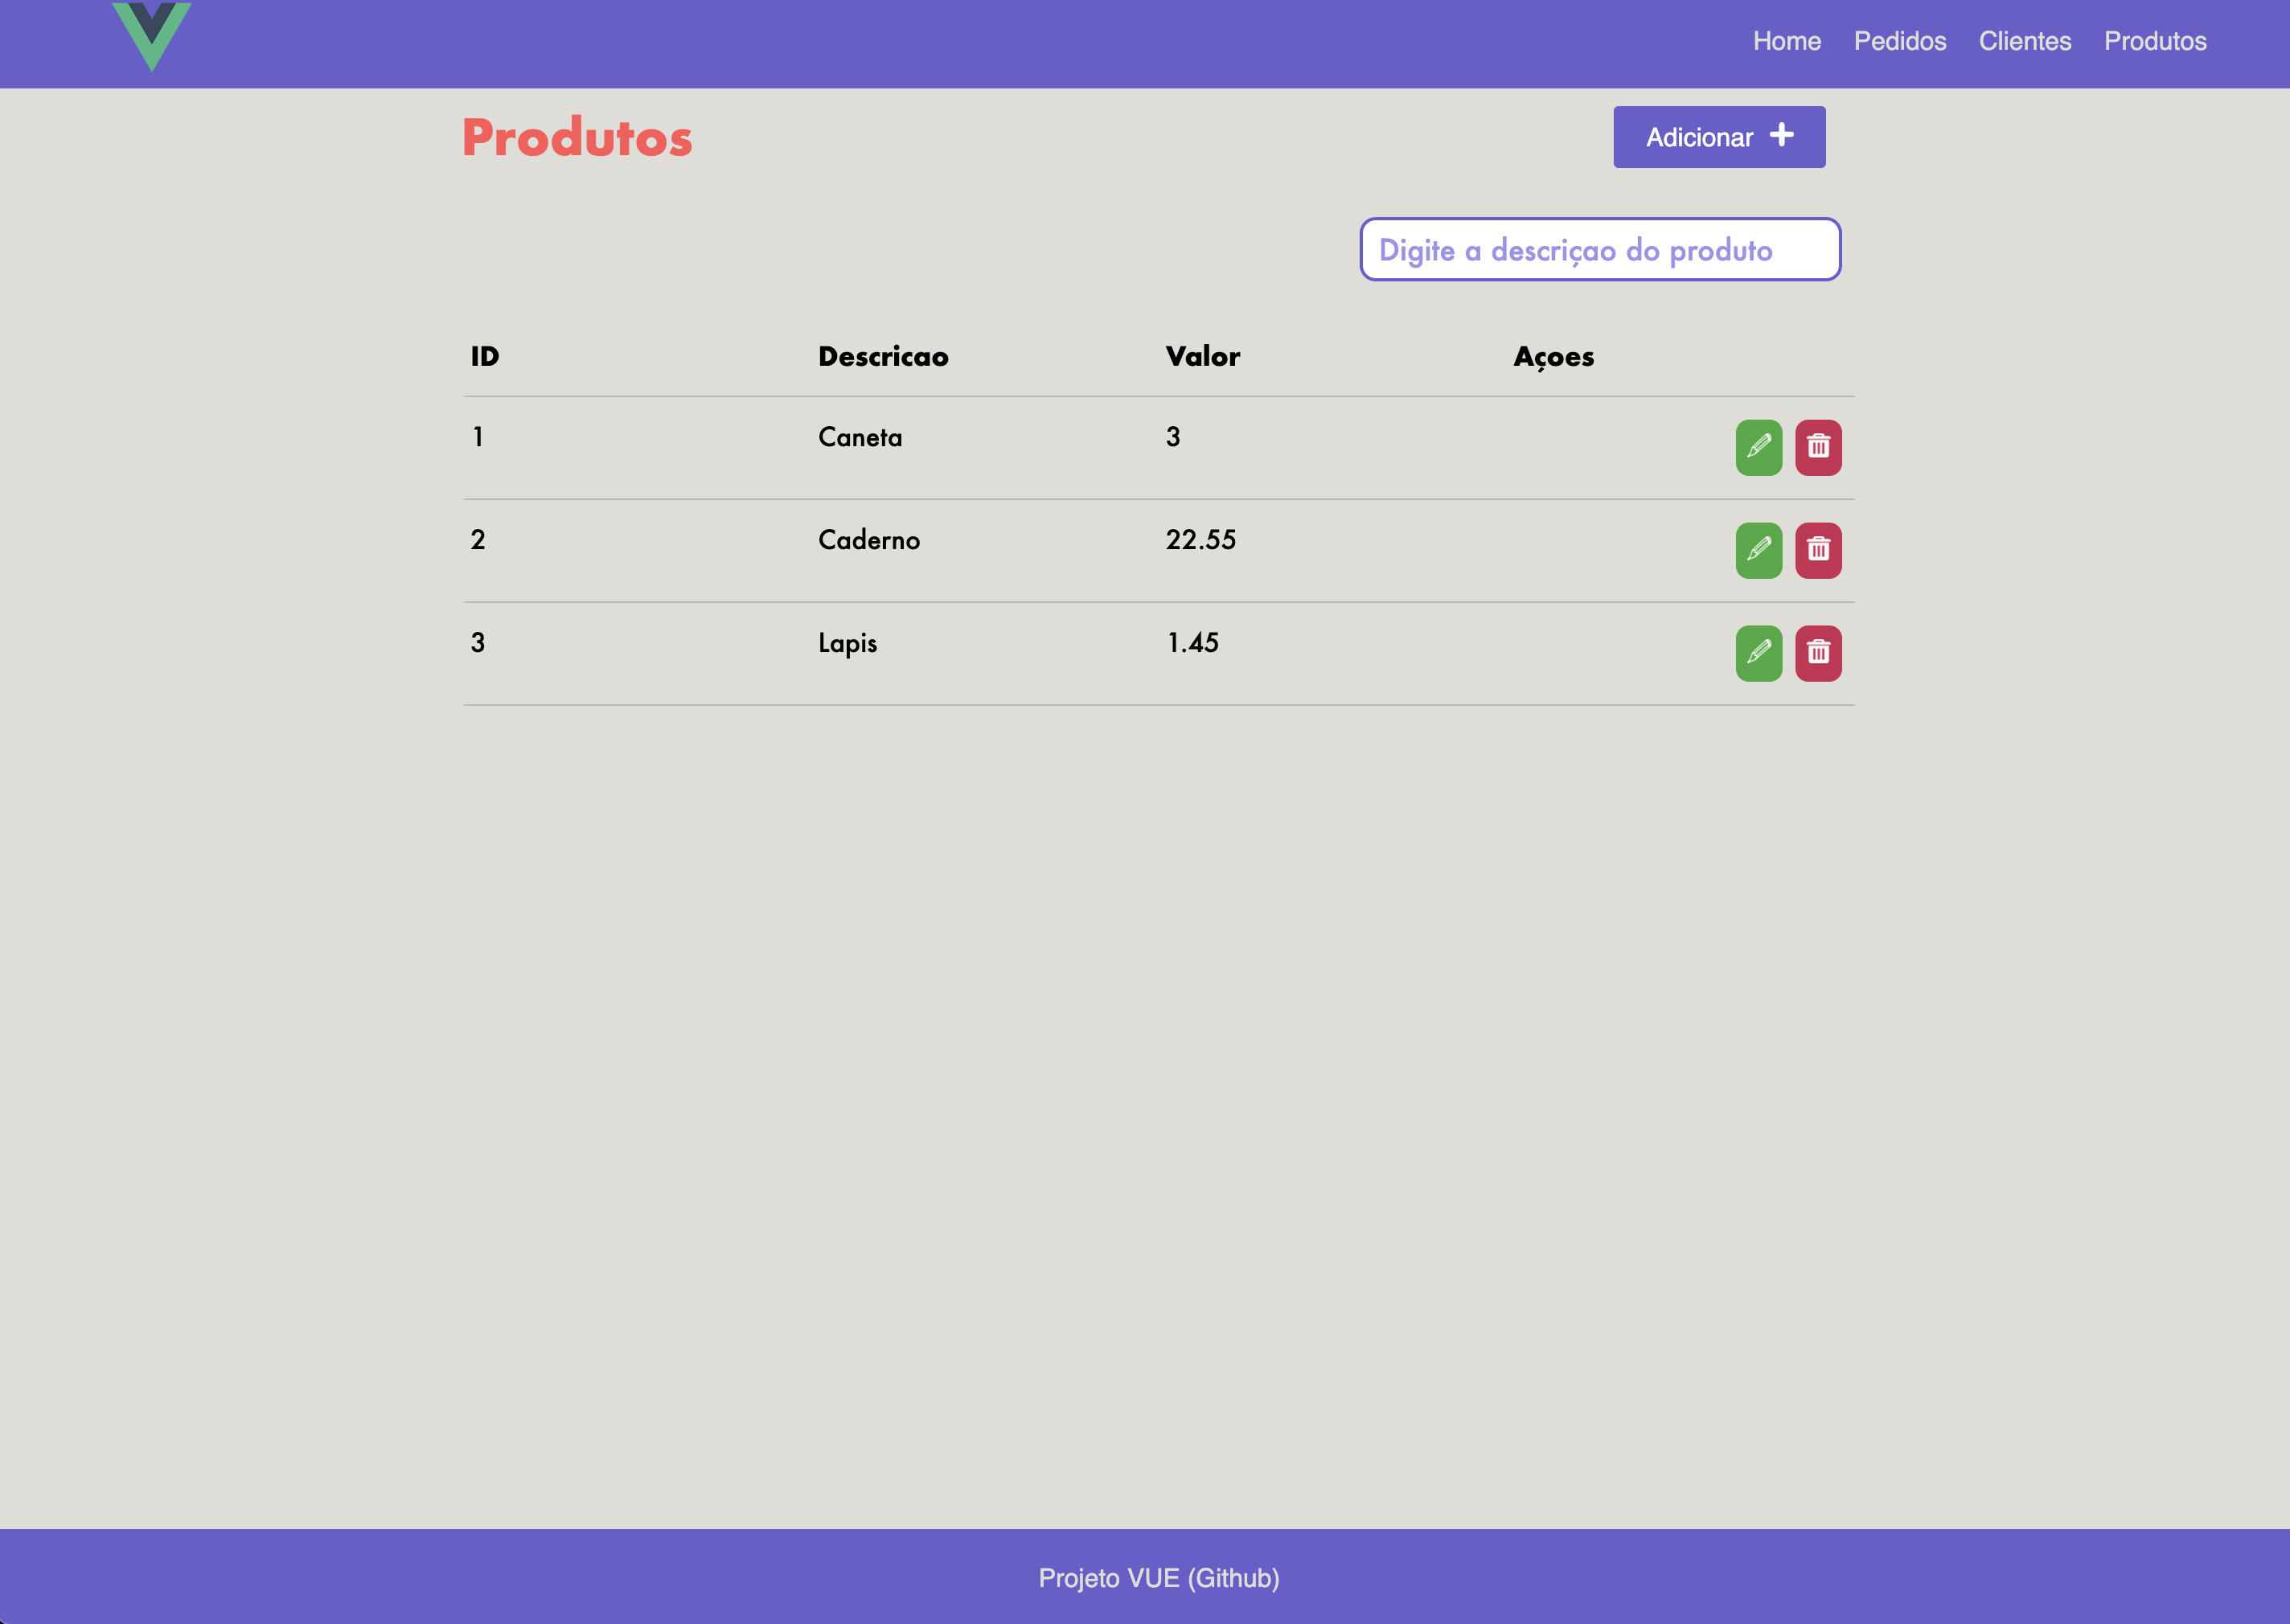 Home Pedidos Clientes Produtos
Produtos
Adicionar
Digite a descriçao do produto
ID Descricao Valor Açoes
1 Caneta 3
2 Caderno 22.55
3 Lapis 1.45
Projeto VUE (Github)